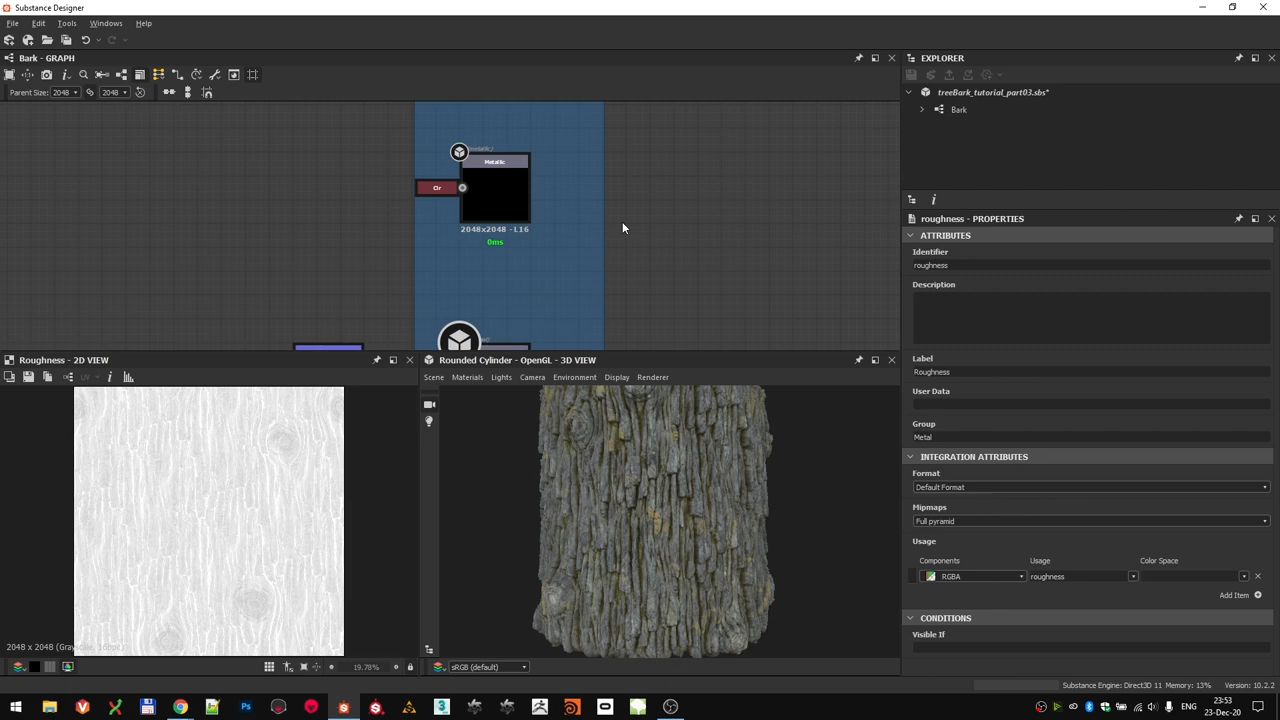 Substance Designer
File Edit Tools Windows Help
Bark - GRAPH
Parent Size: 2048 2048
Metallic
Clr
2048x2048 - L16
0ms
EXPLORER
treeBark_tutorial_part03.sbs*
Bark
roughness - PROPERTIES
ATTRIBUTES
Identifier
roughness
Description
Label
Roughness
User Data
Group
Metal
INTEGRATION ATTRIBUTES
Format
Default Format
Mipmaps
Full pyramid
Usage
Components Usage Color Space
RGBA roughness
Add Item
CONDITIONS
Visible If
Roughness - 2D VIEW
UV
2048 x 2048 (Grayscale, 16bpc)
19.78%
Rounded Cylinder - OpenGL - 3D VIEW
Scene Materials Lights Camera Environment Display Renderer
sRGB (default)
Substance Engine: Direct3D 11 Memory: 13% Version: 10.2.2
23:53
23-Dec-20